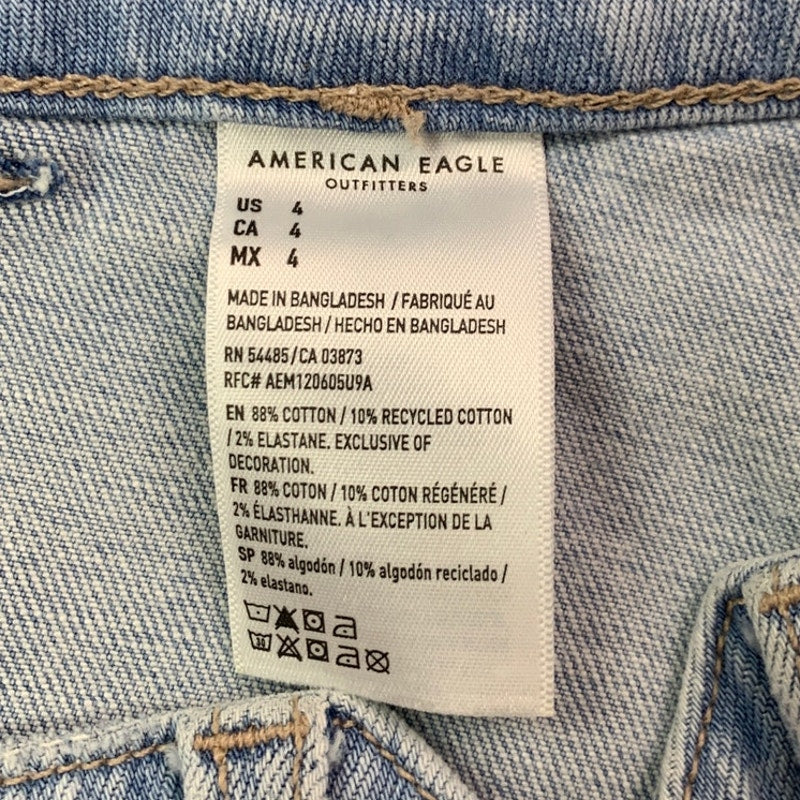 AMERICAN EAGLE
OUTFITTERS
US 4
CA 4
MX 4
MADE IN BANGLADESH / FABRIQUÉ AU
BANGLADESH / HECHO EN BANGLADESH
RN 54485/CA 03873
RFC# AEM120605U9A
EN 88% COTTON / 10% RECYCLED COTTON
/ 2% ELASTANE. EXCLUSIVE OF
DECORATION.
FR 88% COTON / 10% COTON RÉGÉNÉRÉ /
2% ÉLASTHANNE. À L'EXCEPTION DE LA
GARNITURE.
SP 88% algodón / 10% algodón reciclado /
2% elastano.
30